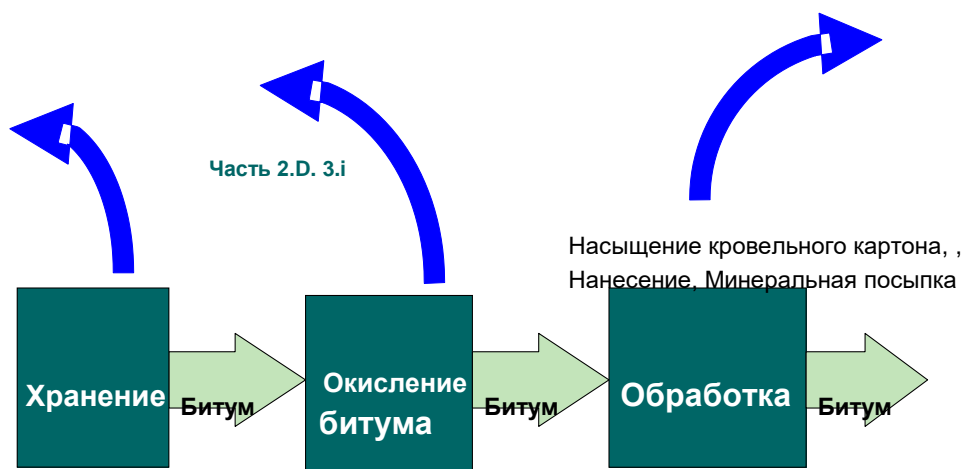 Часть 2.D. 3.i
Насыщение кровельного картона, ,
Нанесение, Минеральная посыпка
Хранение
Битум
Окисление
битума
Битум
Обработка
Битум